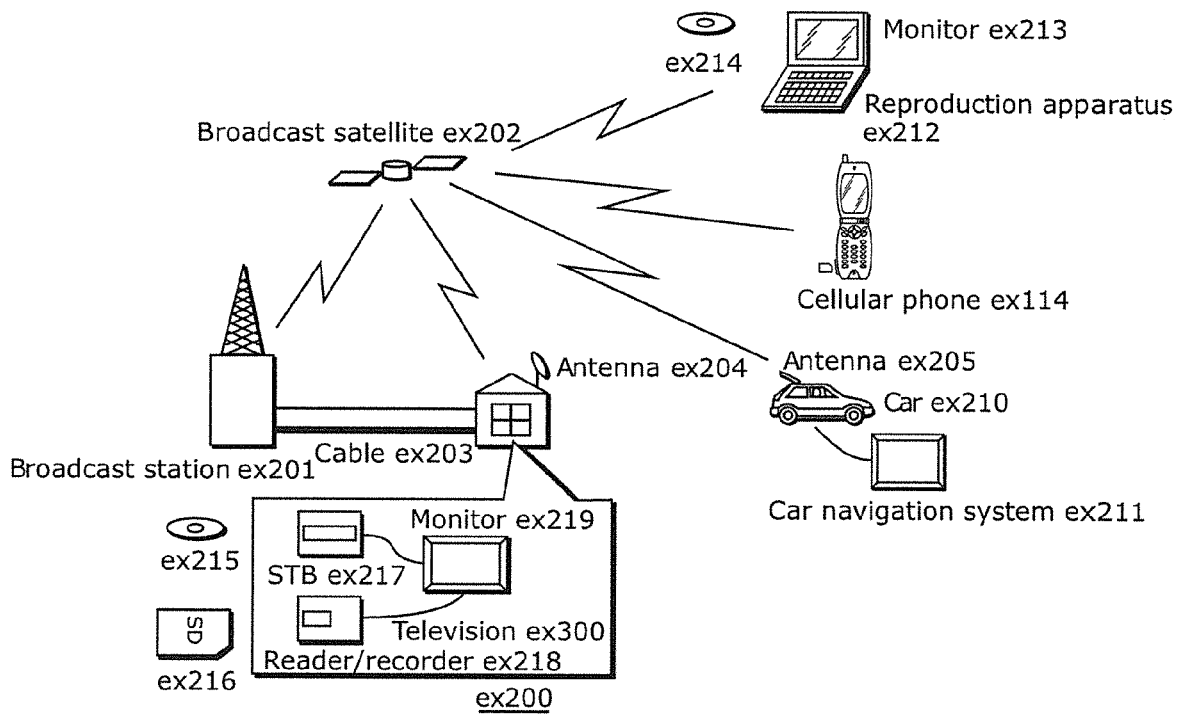 Monitor ex213
ex214
Reproduction apparatus
ex212
Broadcast satellite ex202
Cellular phone ex114
Antenna ex204
Antenna ex205
Car ex210
Cable ex203
Broadcast station ex201
Car navigation system ex211
Monitor ex219
ex215
STB ex217
SD
Television ex300
Reader/recorder ex218
ex216
ex200